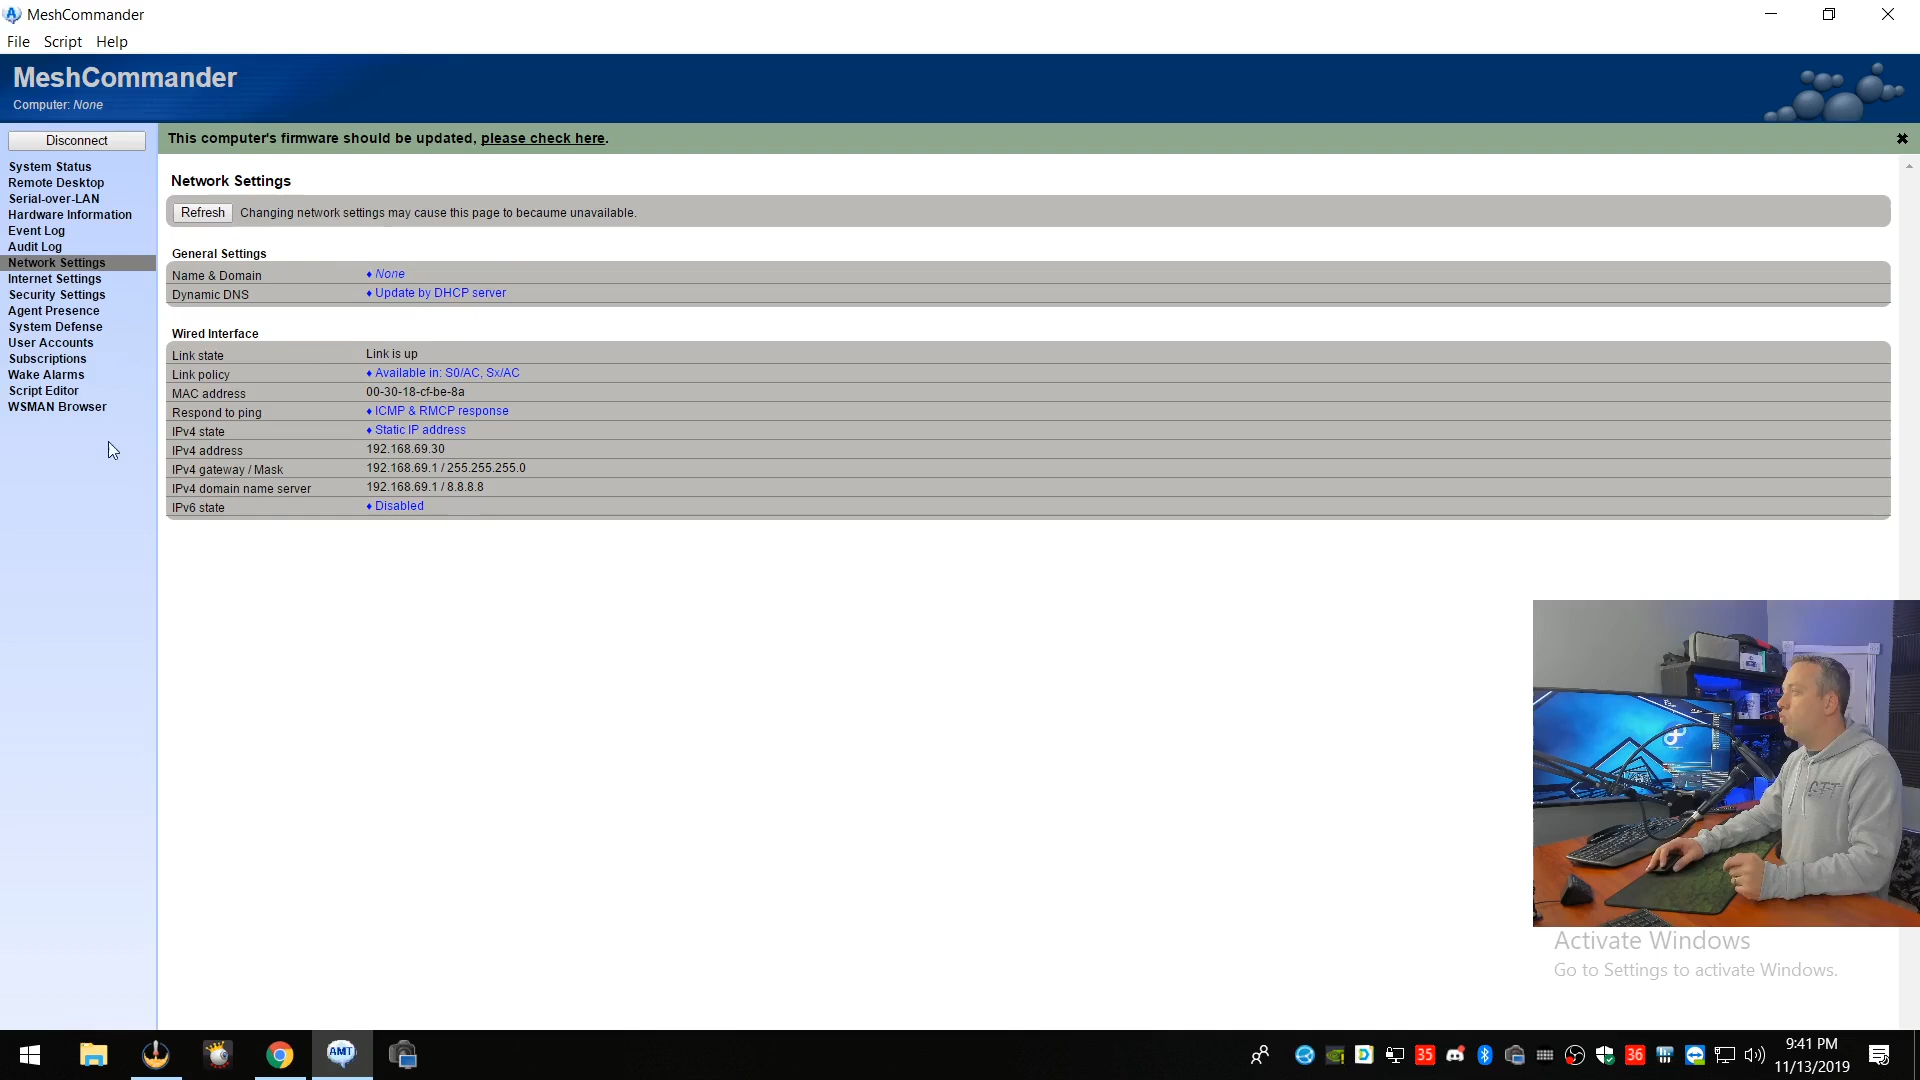 MeshCommander
File Script Help
MeshCommander
Computer: None
Disconnect
This computer's firmware should be updated, please check here.
System Status
Remote Desktop
Serial-over-LAN
Hardware Information
Event Log
Audit Log
Network Settings
Internet Settings
Security Settings
Agent Presence
System Defense
User Accounts
Subscriptions
Wake Alarms
Script Editor
WSMAN Browser
Network Settings
Refresh Changing network settings may cause this page to becaume unavailable.
General Settings
Name & Domain ♦ None
Dynamic DNS ♦ Update by DHCP server
Wired Interface
Link state Link is up
Link policy ♦ Available in: S0/AC, Sx/AC
MAC address 00-30-18-cf-be-8a
Respond to ping ♦ ICMP & RMCP response
IPv4 state ♦ Static IP address
IPv4 address 192.168.69.30
IPv4 gateway / Mask 192.168.69.1 / 255.255.255.0
IPv4 domain name server 192.168.69.1 / 8.8.8.8
IPv6 state ♦ Disabled
GTT
Activate Windows
Go to Settings to activate Windows.
AMT
35
36
9:41 PM
11/13/2019